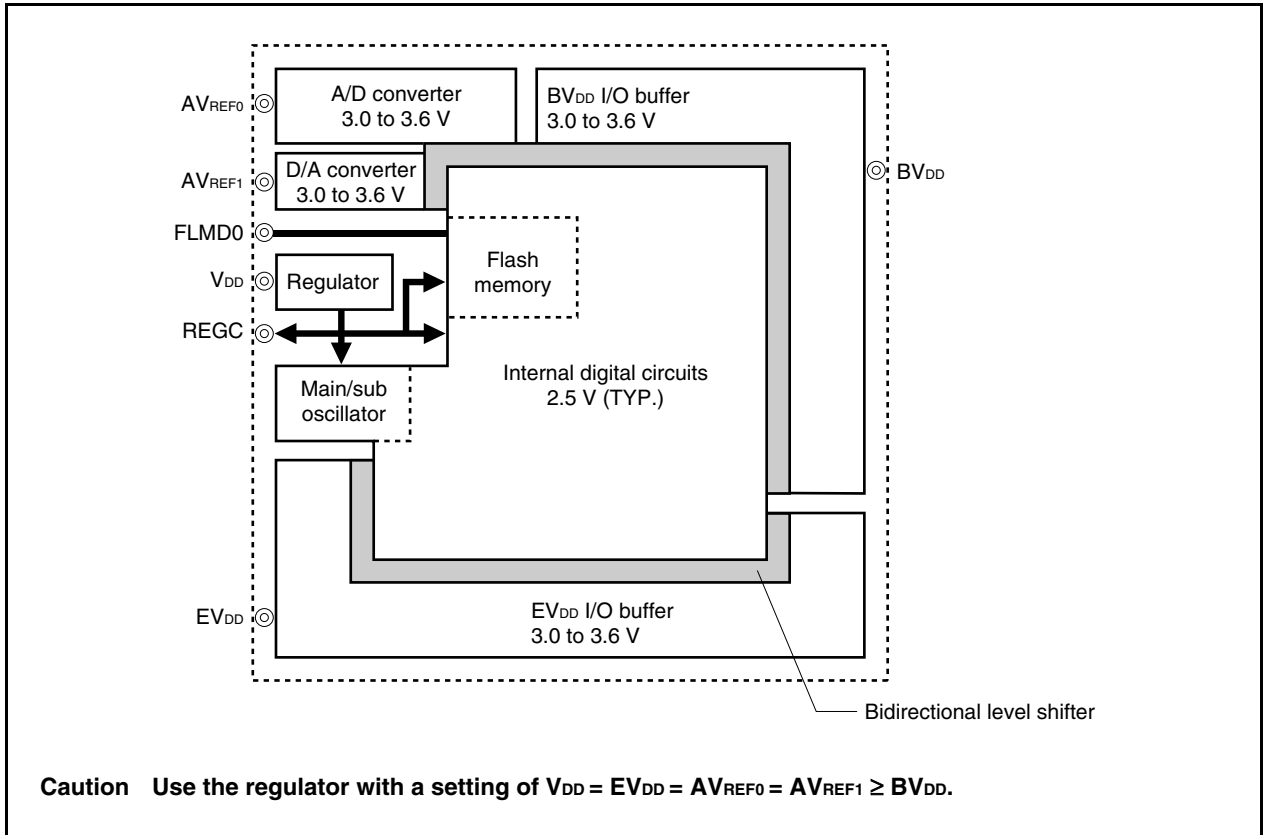 AVREF0
A/D converter
3.0 to 3.6 V
BVDD I/O buffer
3.0 to 3.6 V
AVREF1
D/A converter
3.0 to 3.6 V
BVDD
FLMD0
Flash
memory
VDD
Regulator
REGC
Internal digital circuits
2.5 V (TYP.)
Main/sub
oscillator
EVDD
EVDD I/O buffer
3.0 to 3.6 V
Bidirectional level shifter
Caution Use the regulator with a setting of VDD = EVDD = AVREF0 = AVREF1 ≥ BVDD.